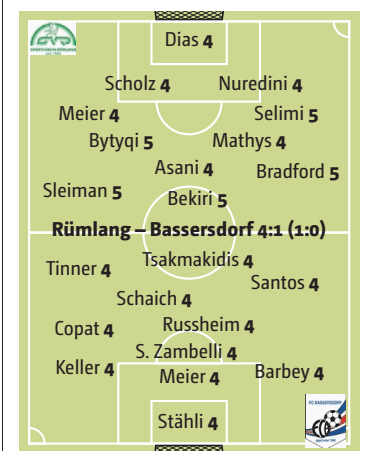 Dias 4
Scholz 4 Nuredini 4
Meier 4 Selimi 5
Bytyqi 5 Mathys 4
Asani 4 Bradford 5
Sleiman 5 Bekiri 5
Rümlang – Bassersdorf 4:1 (1:0)
Tinner 4 Tsakmakidis 4
Santos 4
Schaich 4
Copat 4 Russheim 4
S. Zambelli 4
Keller 4 Meier 4 Barbey 4
FC BASSERSDORF
Stähli 4